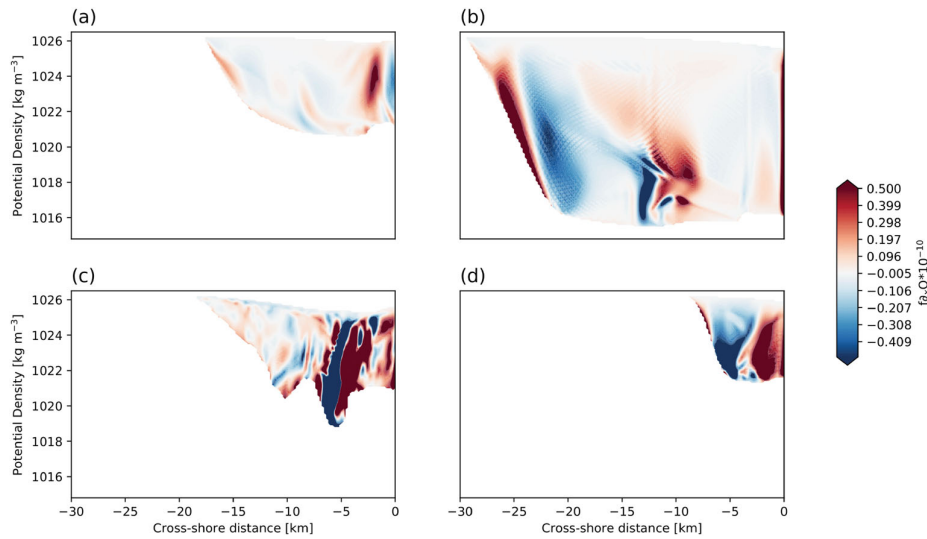 (a)
(b)
1026
1024
1022
1020
1018
1016
Potential Density [kg m⁻³]
(c)
(d)
1026
1024
1022
1020
1018
1016
Potential Density [kg m⁻³]
−30 −25 −20 −15 −10 −5 0
Cross-shore distance [km]
−30 −25 −20 −15 −10 −5 0
Cross-shore distance [km]
0.500
0.399
0.298
0.197
0.096
−0.005
−0.106
−0.207
−0.308
−0.409